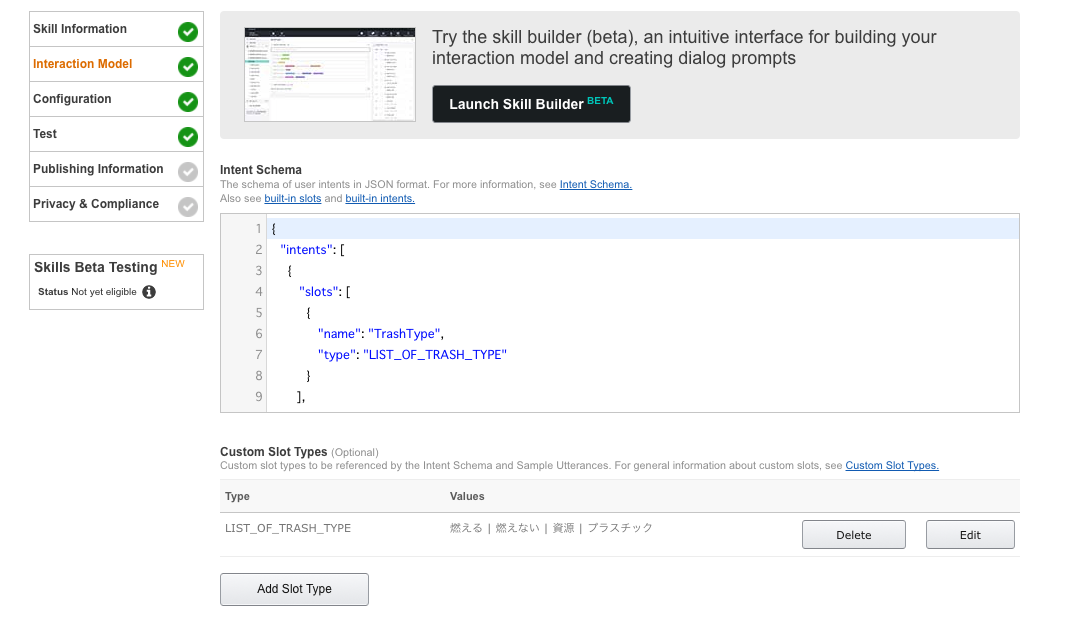 Skill Information
Interaction Model
Configuration
Test
Publishing Information
Privacy & Compliance
Skills Beta Testing NEW
Status Not yet eligible
Try the skill builder (beta), an intuitive interface for building your
interaction model and creating dialog prompts
Launch Skill Builder BETA
Intent Schema
The schema of user intents in JSON format. For more information, see Intent Schema.
Also see built-in slots and built-in intents.
1 {
2 "intents": [
3 {
4 "slots": [
5 {
6 "name": "TrashType",
7 "type": "LIST_OF_TRASH_TYPE"
8 }
9 ],
Custom Slot Types (Optional)
Custom slot types to be referenced by the Intent Schema and Sample Utterances. For general information about custom slots, see Custom Slot Types.
Type Values
LIST_OF_TRASH_TYPE 燃える | 燃えない | 資源 | プラスチック Delete Edit
Add Slot Type